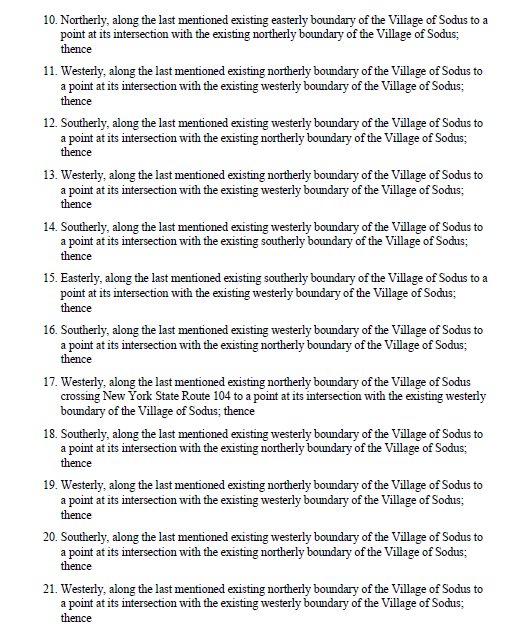 10. Northerly, along the last mentioned existing easterly boundary of the Village of Sodus to a
point at its intersection with the existing northerly boundary of the Village of Sodus;
thence
11. Westerly, along the last mentioned existing northerly boundary of the Village of Sodus to
a point at its intersection with the existing westerly boundary of the Village of Sodus;
thence
12. Southerly, along the last mentioned existing westerly boundary of the Village of Sodus to
a point at its intersection with the existing northerly boundary of the Village of Sodus;
thence
13. Westerly, along the last mentioned existing northerly boundary of the Village of Sodus to
a point at its intersection with the existing westerly boundary of the Village of Sodus;
thence
14. Southerly, along the last mentioned existing westerly boundary of the Village of Sodus to
a point at its intersection with the existing southerly boundary of the Village of Sodus;
thence
15. Easterly, along the last mentioned existing southerly boundary of the Village of Sodus to a
point at its intersection with the existing westerly boundary of the Village of Sodus;
thence
16. Southerly, along the last mentioned existing westerly boundary of the Village of Sodus to
a point at its intersection with the existing northerly boundary of the Village of Sodus;
thence
17. Westerly, along the last mentioned existing northerly boundary of the Village of Sodus
crossing New York State Route 104 to a point at its intersection with the existing westerly
boundary of the Village of Sodus; thence
18. Southerly, along the last mentioned existing westerly boundary of the Village of Sodus to
a point at its intersection with the existing northerly boundary of the Village of Sodus;
thence
19. Westerly, along the last mentioned existing northerly boundary of the Village of Sodus to
a point at its intersection with the existing westerly boundary of the Village of Sodus;
thence
20. Southerly, along the last mentioned existing westerly boundary of the Village of Sodus to
a point at its intersection with the existing northerly boundary of the Village of Sodus;
thence
21. Westerly, along the last mentioned existing northerly boundary of the Village of Sodus to
a point at its intersection with the existing westerly boundary of the Village of Sodus;
thence